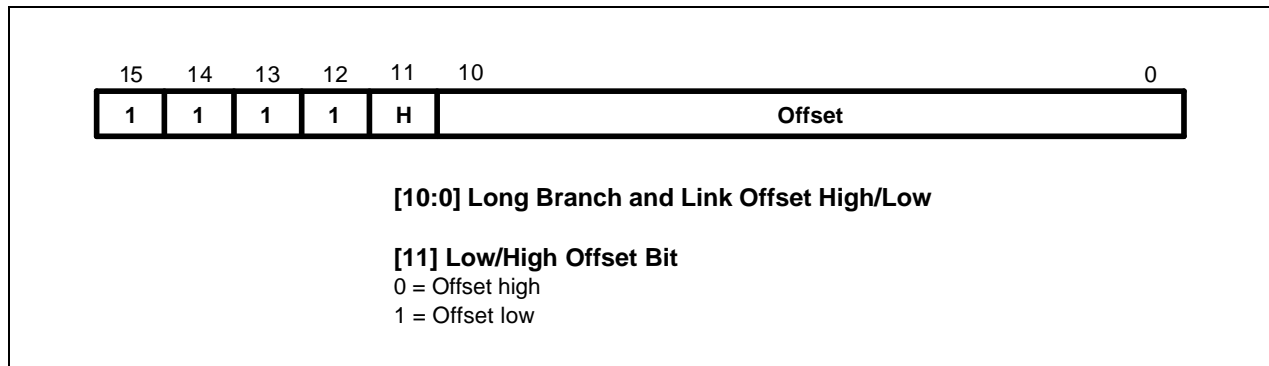 15 14 13 12 11 10 0
1 1 1 1 H Offset
[10:0] Long Branch and Link Offset High/Low
[11] Low/High Offset Bit
0 = Offset high
1 = Offset low